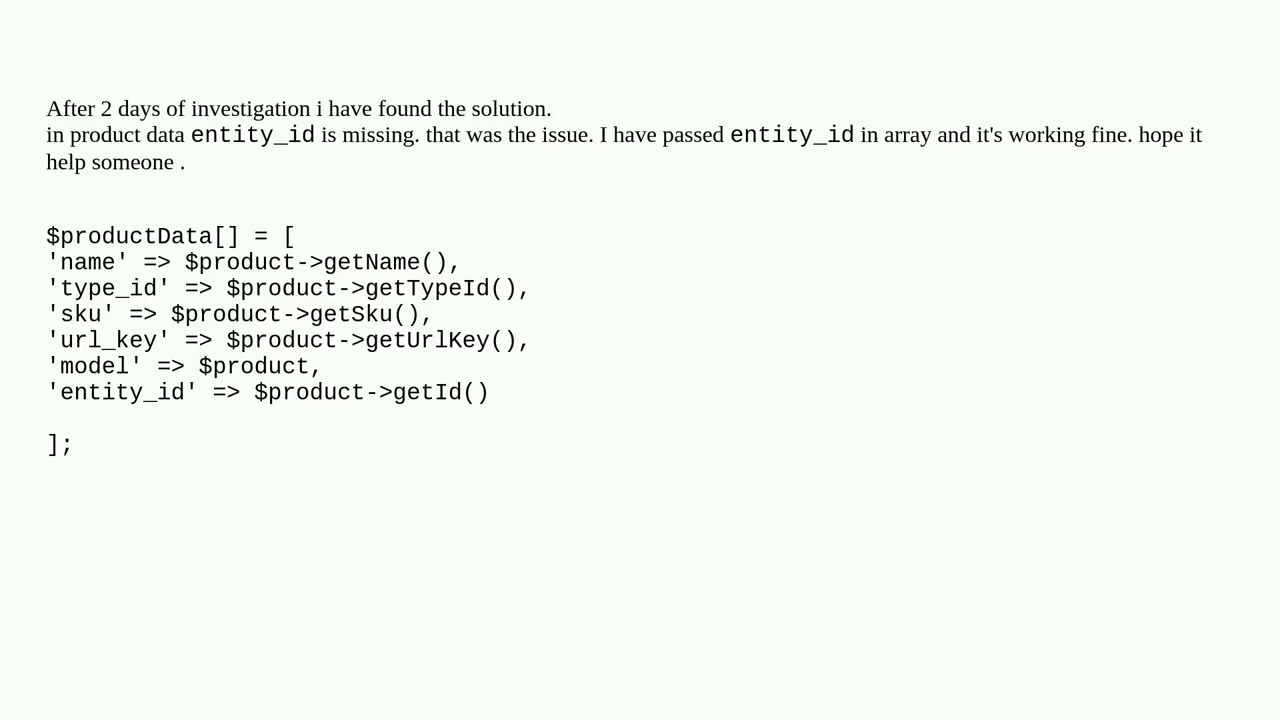 After 2 days of investigation i have found the solution.
in product data entity_id is missing. that was the issue. I have passed entity_id in array and it's working fine. hope it
help someone .
$productData[] = [
'name' => $product->getName(),
'type_id' => $product->getTypeId(),
'sku' => $product->getSku(),
'url_key' => $product->getUrlKey(),
'model' => $product,
'entity_id' => $product->getId()
];